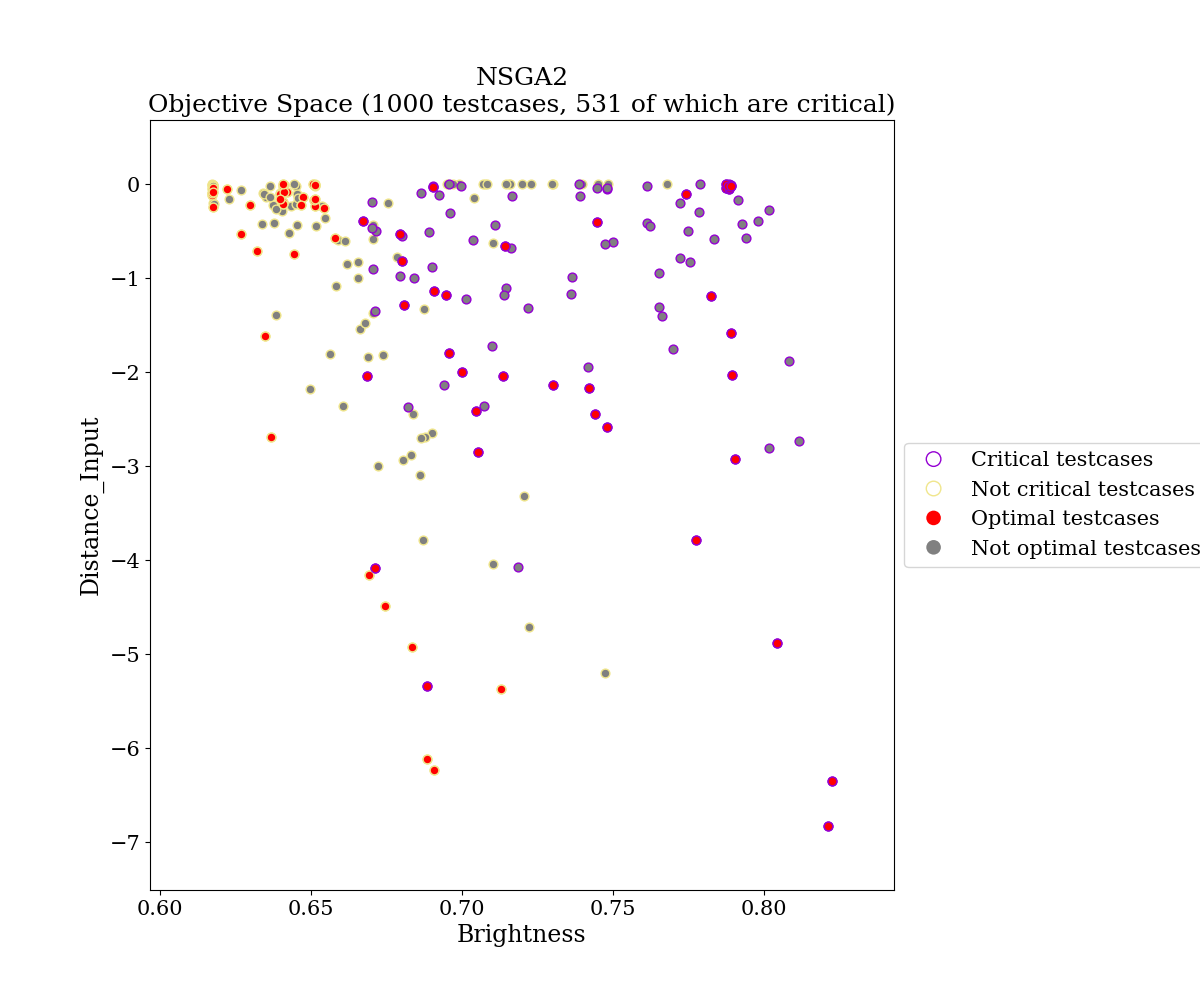 NSGA2
Objective Space (1000 testcases, 531 of which are critical)
0
−1
−2
−3
−4
−5
−6
−7
Distance_Input
0.60
0.65
0.70
0.75
0.80
Brightness
Critical testcases
Not critical testcases
Optimal testcases
Not optimal testcases